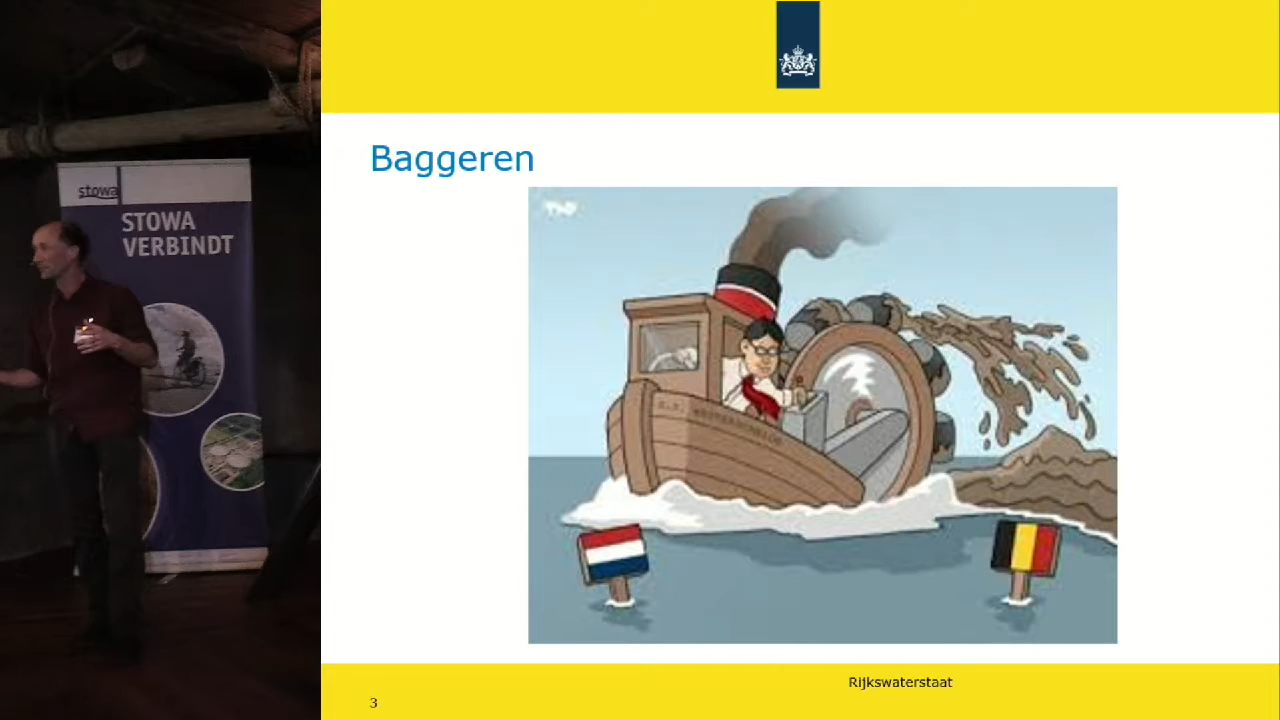 stowa
STOWA
VERBINDT
Baggeren
Rijkswaterstaat
3